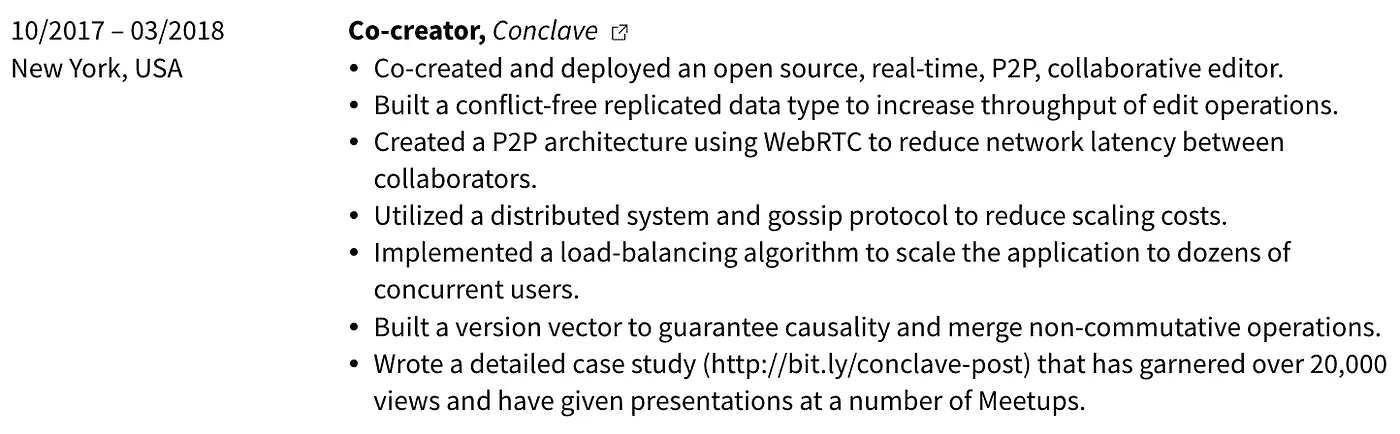 10/2017 – 03/2018
New York, USA
Co-creator, Conclave
• Co-created and deployed an open source, real-time, P2P, collaborative editor.
• Built a conflict-free replicated data type to increase throughput of edit operations.
• Created a P2P architecture using WebRTC to reduce network latency between
collaborators.
• Utilized a distributed system and gossip protocol to reduce scaling costs.
• Implemented a load-balancing algorithm to scale the application to dozens of
concurrent users.
• Built a version vector to guarantee causality and merge non-commutative operations.
• Wrote a detailed case study (http://bit.ly/conclave-post) that has garnered over 20,000
views and have given presentations at a number of Meetups.